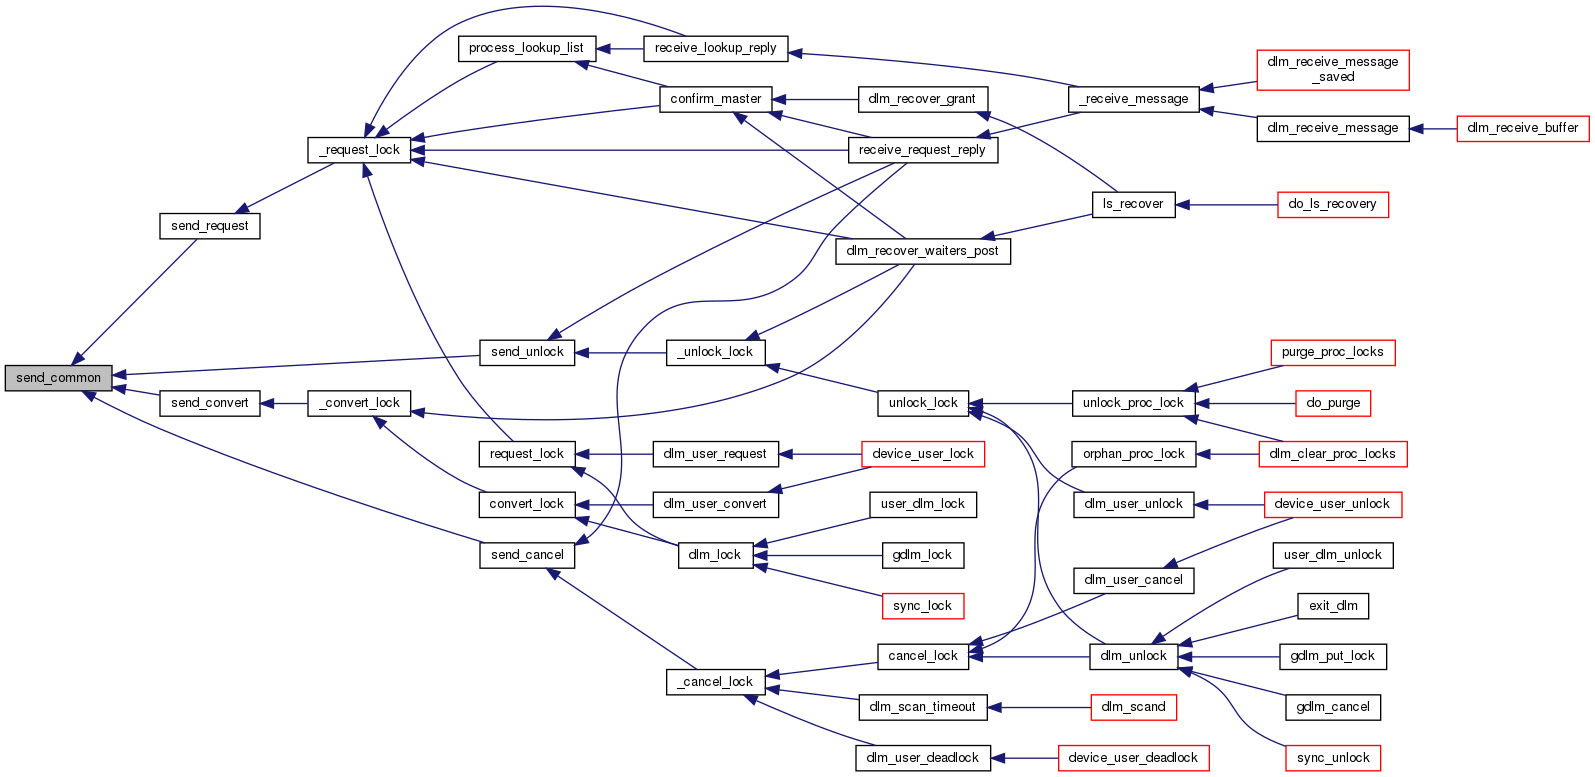 send_common
send_request
send_convert
_request_lock
_convert_lock
process_lookup_list
send_unlock
request_lock
convert_lock
send_cancel
receive_lookup_reply
confirm_master
_unlock_lock
dlm_user_request
dlm_user_convert
dlm_lock
_cancel_lock
dlm_recover_grant
receive_request_reply
dlm_recover_waiters_post
unlock_lock
device_user_lock
user_dlm_lock
gdlm_lock
sync_lock
cancel_lock
dlm_scan_timeout
dlm_user_deadlock
_receive_message
ls_recover
unlock_proc_lock
orphan_proc_lock
dlm_user_unlock
dlm_user_cancel
dlm_unlock
dlm_scand
device_user_deadlock
dlm_receive_message
_saved
dlm_receive_message
do_ls_recovery
purge_proc_locks
do_purge
dlm_clear_proc_locks
device_user_unlock
user_dlm_unlock
exit_dlm
gdlm_put_lock
gdlm_cancel
sync_unlock
dlm_receive_buffer